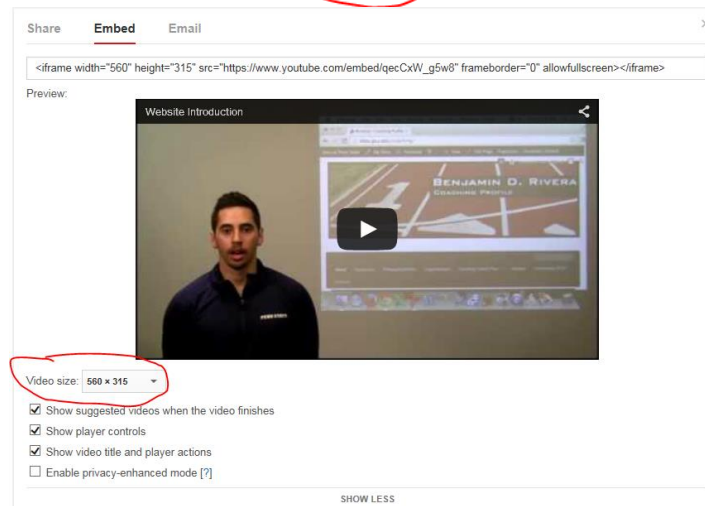 Share Embed Email
<iframe width="560" height="315" src="https://www.youtube.com/embed/qecCxW_g5w8" frameborder="0" allowfullscreen></iframe>
Preview:
Website Introduction
BENJAMIN D. RIVERA
COACHING PROFILE
PENN STATE
Video size: 560 × 315
Show suggested videos when the video finishes
Show player controls
Show video title and player actions
Enable privacy-enhanced mode [?]
SHOW LESS